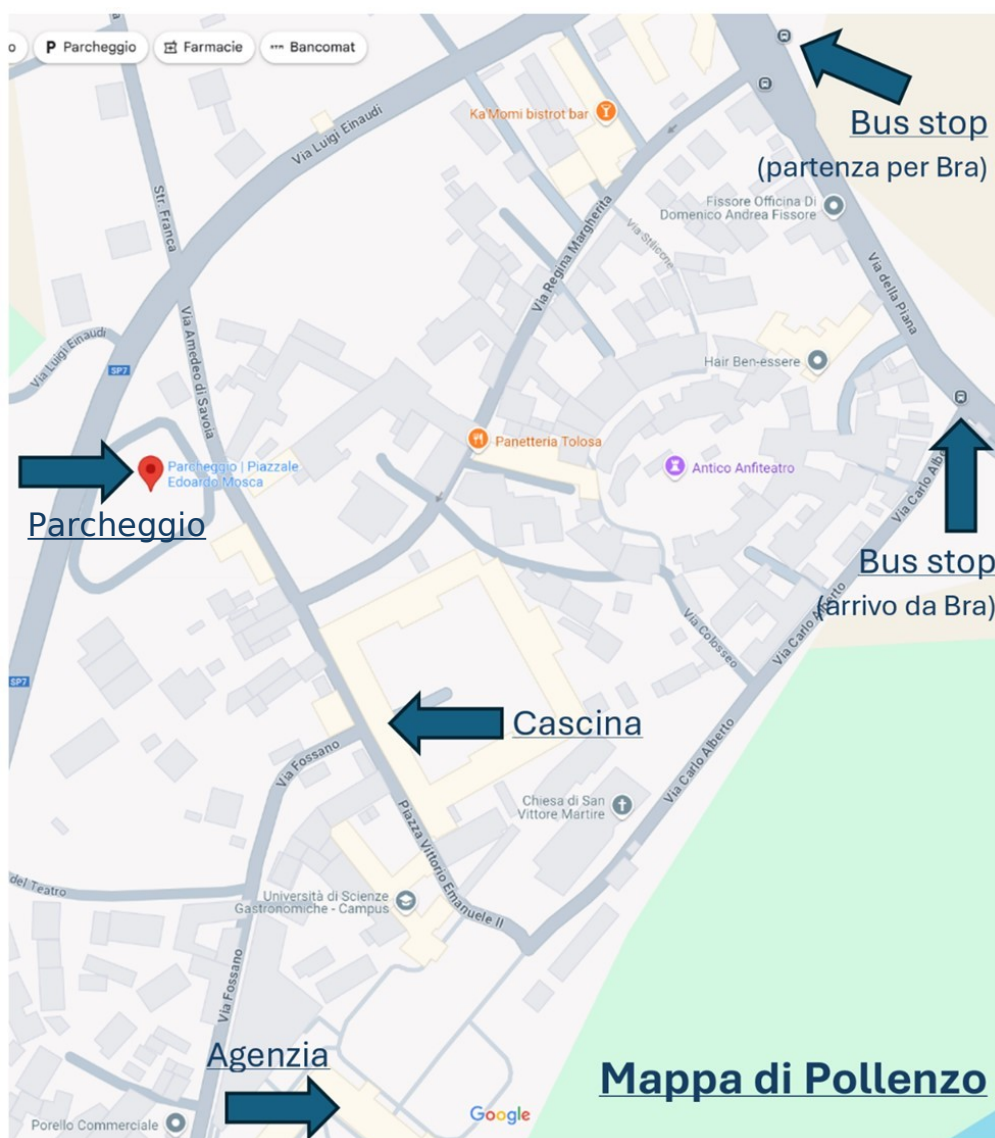 o
P Parcheggio
Farmacie
Bancomat
Bus stop
(partenza per Bra)
Ka'Momi bistrot bar
Via Luigi Einaudi
Fissore Officina Di
Domenico Andrea Fissore
Str. Franca
Via Regina Margherita
Via Stilicone
Via della Piana
Via Luigi Einaudi
SP7
Via Amedeo di Savoia
Hair Ben-essere
Panetteria Tolosa
Antico Anfiteatro
Parcheggio | Piazzale
Edoardo Mosca
Parcheggio
Via Carlo Albe
Bus stop
(arrivo da Bra)
Via Carlo Alberto
Via Colosseo
SP7
Cascina
Via Fossano
Via Carlo Alberto
Chiesa di San
Vittore Martire
Piazza Vittorio Emanuele II
del Teatro
Università di Scienze
Gastronomiche - Campus
Via Fossano
Agenzia
Mappa di Pollenzo
Google
Porello Commerciale